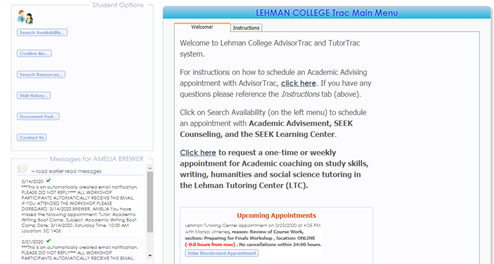 Student Options
Search Availability...
Confirm Bio...
Search Resources...
Visit History...
Document Post...
Contact Us
Messages for AMELIA BREWER
load earlier read messages
3/14/2020
***This is an automatically created email notification.
PLEASE DO NOT REPLY**** ALL WORKSHOP
PARTICIPANTS AUTOMATICALLY RECEIVE THIS EMAIL.
IF YOU ATTENDED THE WORKSHOP PLEASE
DISREGARD. 3/14/2020 BREWER, AMELIA You have
missed the following appointment: Tutor: Academic
Writing Boot Camp. Subject: Academic Writing Boot
Camp Date: 3/14/2020, Saturday Time: 10:00 AM
Location: SC 1405
3/21/2020
***This is an automatically created email notification.
PLEASE DO NOT REPLY**** ALL WORKSHOP
PARTICIPANTS AUTOMATICALLY RECEIVE THIS EMAIL.
LEHMAN COLLEGE Trac Main Menu
Welcome!
Instructions
Welcome to Lehman College AdvisorTrac and TutorTrac
system.
For instructions on how to schedule an Academic Advising
appointment with AdvisorTrac, click here. If you have any
questions please reference the Instructions tab (above).
Click on Search Availability (on the left menu) to schedule
an appointment with Academic Advisement, SEEK
Counseling, and the SEEK Learning Center.
Click here to request a one-time or weekly
appointment for Academic coaching on study skills,
writing, humanities and social science tutoring in
the Lehman Tutoring Center (LTC).
Upcoming Appointments
Lehman Tutoring Center appointment on 03/23/2020 at 4:03 PM
with Marisol Jimenez, reason: Review of Course Work,
section: Preparing for Finals Workshop , location: ONLINE
(-0.0 hours from now) . No cancellations within 24:00 hours.
Enter Blackboard Appointment